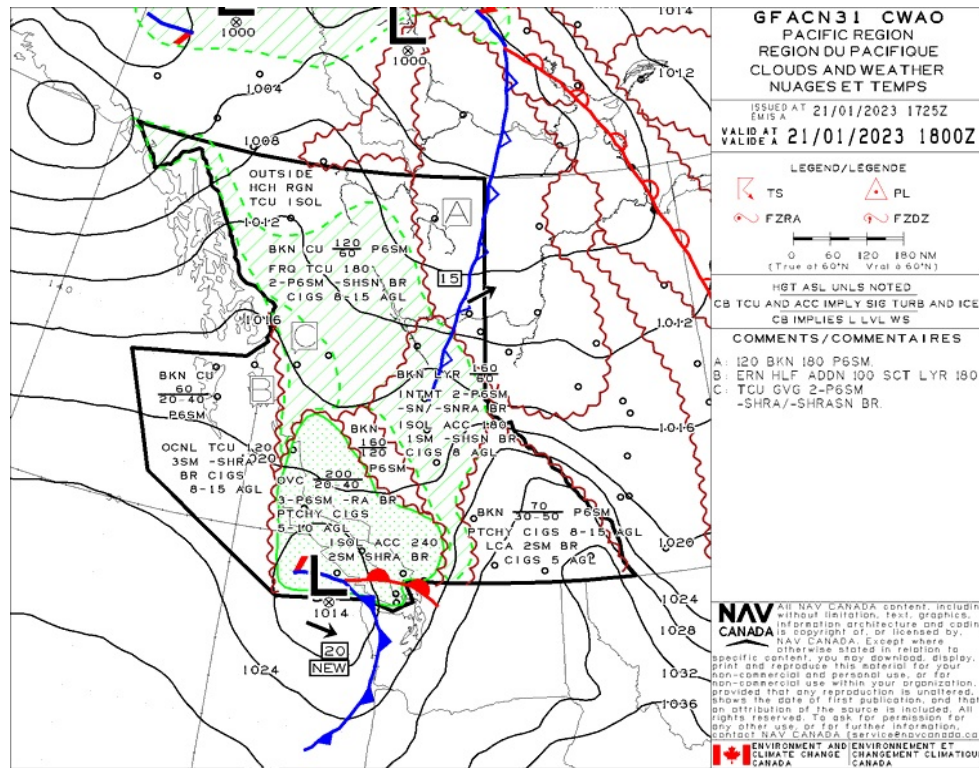 GFACN31 CWAO
PACIFIC REGION
REGION DU PACIFIQUE
CLOUDS AND WEATHER
NUAGES ET TEMPS
ISSUED AT
EMIS A
21/01/2023 1725Z
VALID AT
VALIDE A
21/01/2023 1800Z
LEGEND/LÉGENDE
TS
PL
FZRA
FZDZ
0 60 120 180 NM
(True at 60°N Vrai à 60°N)
HGT ASL UNLS NOTED
CB TCU AND ACC IMPLY SIG TURB AND ICE
CB IMPLIES L LVL WS
COMMENTS/COMMENTAIRES
A: 120 BKN 180 P6SM.
B: ERN HLF ADDN 100 SCT LYR 180
C: TCU GVG 2-P6SM
-SHRA/-SHRASN BR.
NAV
CANADA
All NAV CANADA content, includin
without limitation, text, graphics,
information architecture and codin
is copyright of, or licensed by,
NAV CANADA. Except where
otherwise stated in relation to
specific content, you may download, display,
print and reproduce this material for your
non-commercial and personal use, or for
non-commercial use within your organization,
provided that any reproduction is unaltered,
shows the date of first publication, and that
an attribution of the source is included. All
rights reserved. To ask for permission for
any other use, or for further information,
contact NAV CANADA (service@navcanada.ca
ENVIRONMENT AND
CLIMATE CHANGE
CANADA
ENVIRONNEMENT ET
CHANGEMENT CLIMATIQU
CANADA
L
1000
L
1000
1014
1012
1004
1008
OUTSIDE
HCH RGN
TCU ISOL
1012
A
BKN CU 120/60 P6SM
FRQ TCU 180
2-P6SM -SHSN BR
CIGS 8-15 AGL
15
140
1016
C
1012
BKN CU
60
20-40
P6SM
B
BKN LYR 160/60
INTMT 2-P6SM
-SN/-SNRA BR
ISOL ACC 180
1SM -SHSN BR
CIGS 8 AGL
1016
OCNL TCU 120
3SM -SHRA
BR CIGS
8-15 AGL
1020
BKN
160
120
P6SM
OVC 200/20-40
3-P6SM -RA BR
PTCHY CIGS
5-10 AGL
ISOL ACC 240
2SM SHRA BR
BKN 70/30-50 P6SM
PTCHY CIGS 8-15 AGL
LCA 2SM BR
CIGS 5 AGL
1020
L
1014
20
NEW
1024
1024
1028
1032
1036